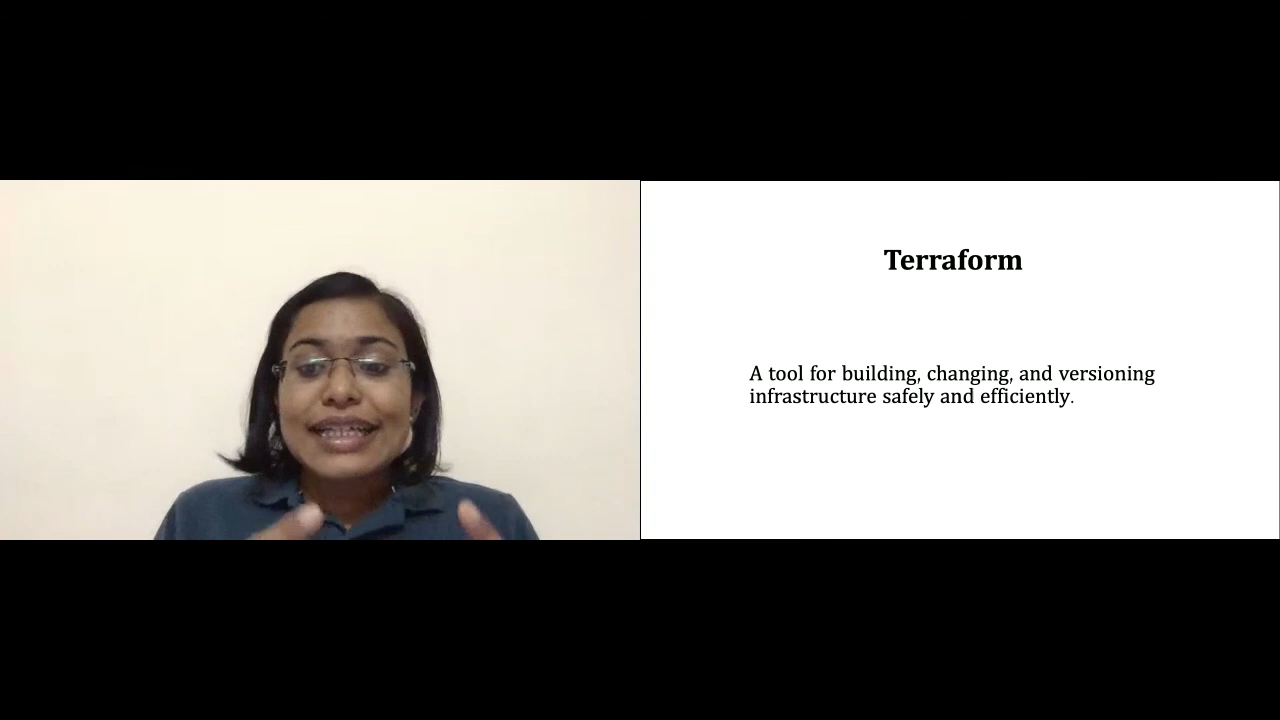 Terraform
A tool for building, changing, and versioning
infrastructure safely and efficiently.